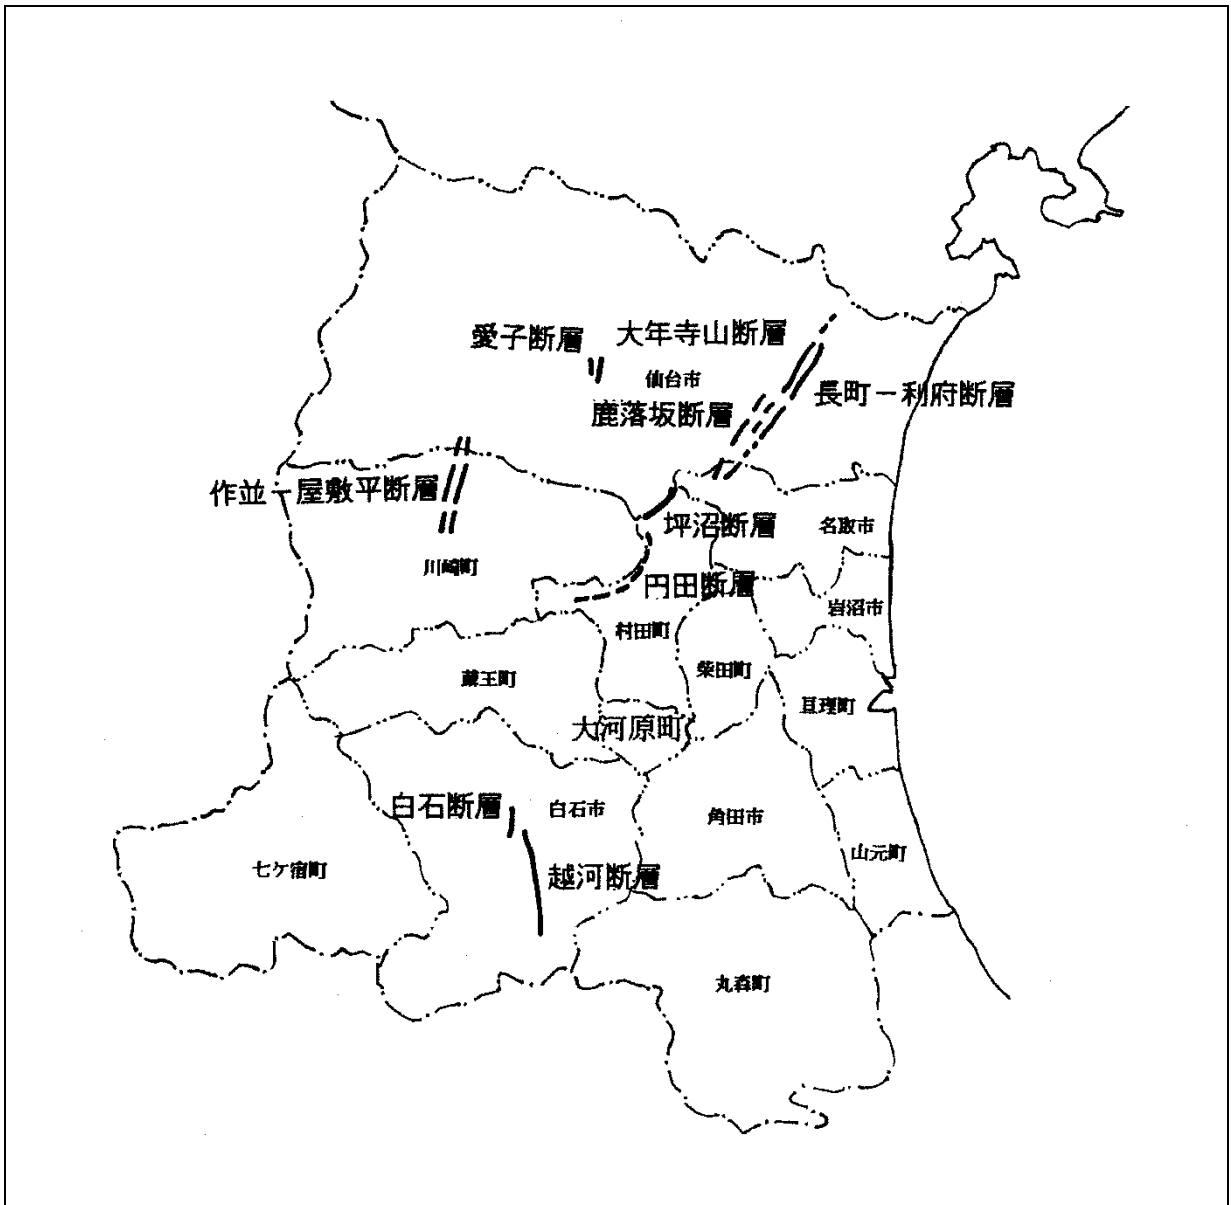 愛子断層
大年寺山断層
仙台市
長町－利府断層
鹿落坂断層
作並－屋敷平断層
坪沼断層
名取市
川崎町
円田断層
岩沼市
村田町
柴田町
蔵王町
亘理町
大河原町
白石断層
白石市
角田市
山元町
七ケ宿町
越河断層
丸森町